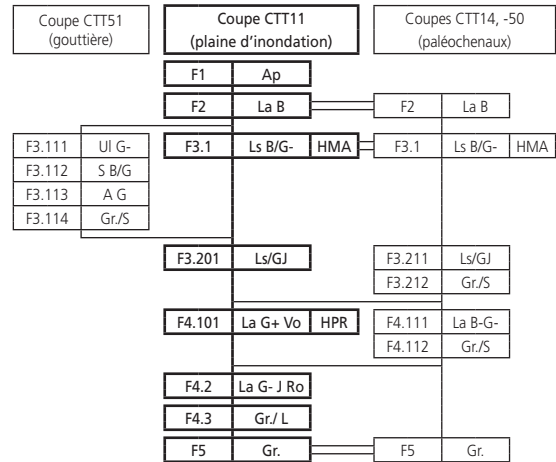 Coupe CTT51 Coupe CTT11 Coupes CTT14, -50
(gouttière) (plaine d'inondation) (paléochenaux)
F1 Ap
F2 La B F2 La B
F3.111 Ul G- F3.1 Ls B/G- HMA F3.1 Ls B/G- HMA
F3.112 S B/G
F3.113 A G
F3.114 Gr./S
F3.201 Ls/GJ F3.211 Ls/GJ
F3.212 Gr./S
F4.101 La G+ Vo HPR F4.111 La B-G-
F4.112 Gr./S
F4.2 La G- J Ro
F4.3 Gr./ L
F5 Gr. F5 Gr.